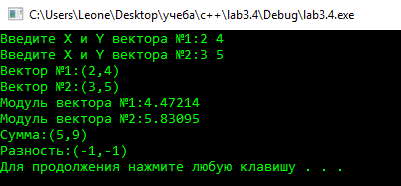 C:\Users\Leone\Desktop\учеба\c++\lab3.4\Debug\lab3.4.exe
Введите X и Y вектора №1:2 4
Введите X и Y вектора №2:3 5
Вектор №1:(2,4)
Вектор №2:(3,5)
Модуль вектора №1:4.47214
Модуль вектора №2:5.83095
Сумма:(5,9)
Разность:(-1,-1)
Для продолжения нажмите любую клавишу . . .